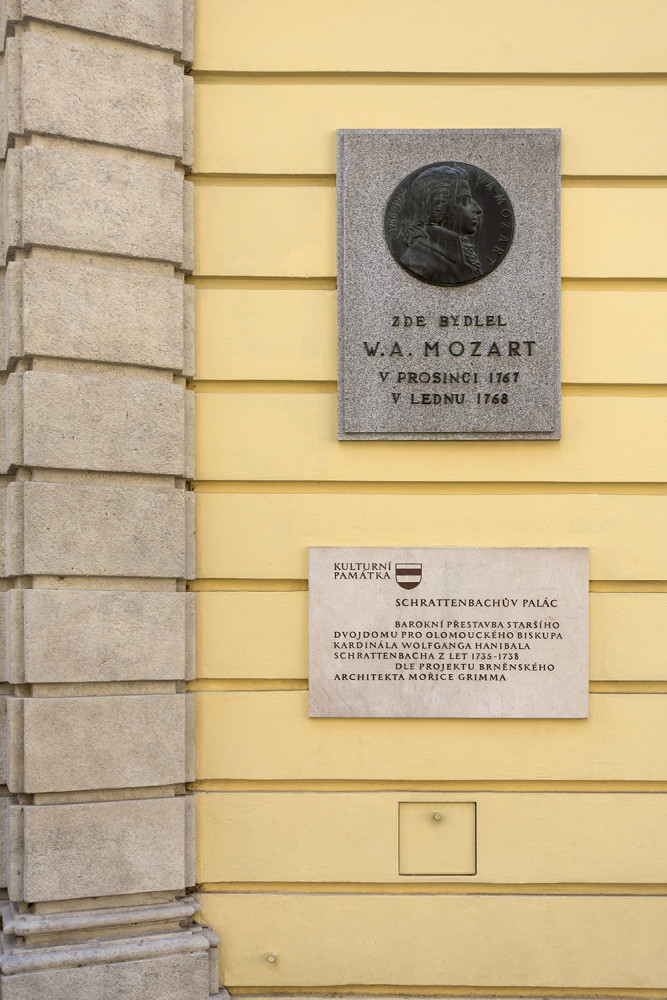 MOZART
ZDE BYDLEL
W. A. MOZART
V PROSINCI 1767
V LEDNU 1768
KULTURNÍ
PAMÁTKA
SCHRATTENBACHŮV PALÁC
BAROKNÍ PŘESTAVBA STARŠÍHO
DVOJDOMU PRO OLOMOUCKÉHO BISKUPA
KARDINÁLA WOLFGANGA HANIBALA
SCHRATTENBACHA Z LET 1735-1738
DLE PROJEKTU BRNĚNSKÉHO
ARCHITEKTA MOŘICE GRIMMA